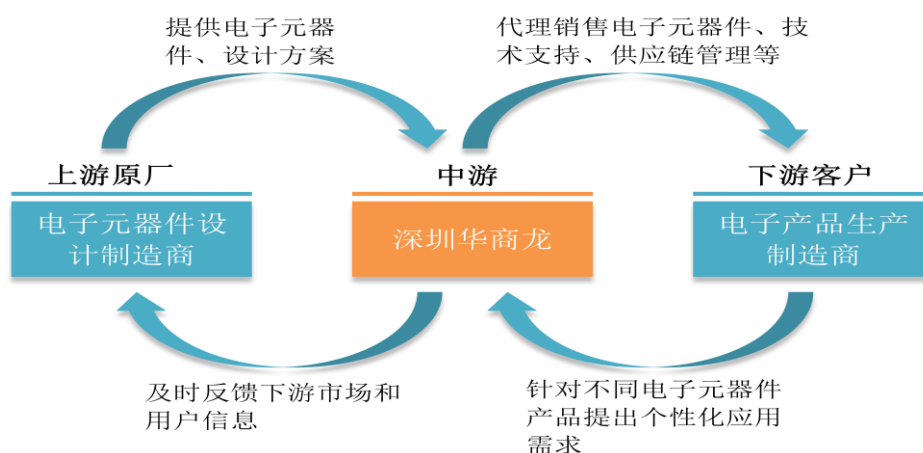 提供电子元器
件、设计方案
代理销售电子元器件、技
术支持、供应链管理等
上游原厂
中游
下游客户
电子元器件设
计制造商
深圳华商龙
电子产品生产
制造商
及时反馈下游市场和
用户信息
针对不同电子元器件
产品提出个性化应用
需求